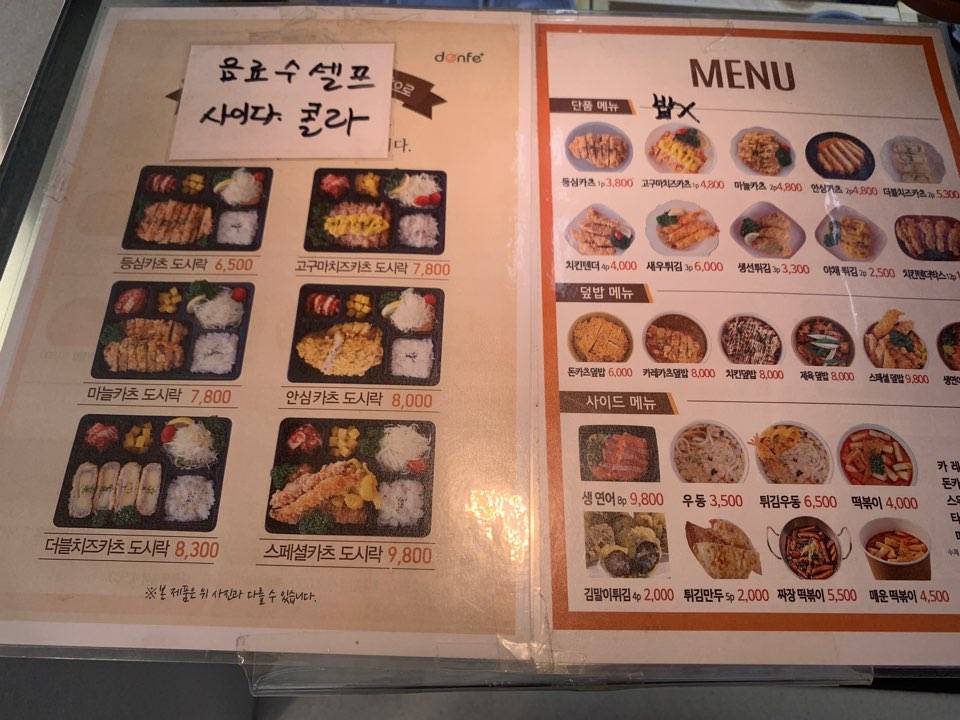 음료수 셀프
사이다. 콜라
donfe+
으로
니다.
등심카츠 도시락 6,500
고구마치즈카츠 도시락 7,800
마늘카츠 도시락 7,800
안심카츠 도시락 8,000
더블치즈카츠 도시락 8,300
스페셜카츠 도시락 9,800
※본 제품은 위 사진과 다를 수 있습니다.
MENU
단품 메뉴
밥X
등심카츠 1p 3,800
고구마치즈카츠 1p 4,800
마늘카츠 2p 4,800
안심카츠 2p 4,800
더블치즈카츠 2p 5,300
치킨텐더 4p 4,000
새우튀김 3p 6,000
생선튀김 3p 3,300
야채 튀김 2p 2,500
치킨텐더박스 12p
덮밥 메뉴
돈카츠덮밥 6,000
카레카츠덮밥 8,000
치킨덮밥 8,000
제육 덮밥 8,000
스페셜 덮밥 9,800
생연어
사이드 메뉴
생 연어 8p 9,800
우동 3,500
튀김우동 6,500
떡볶이 4,000
김말이튀김 4p 2,000
튀김만두 5p 2,000
짜장 떡볶이 5,500
매운 떡볶이 4,500
카 레
돈카